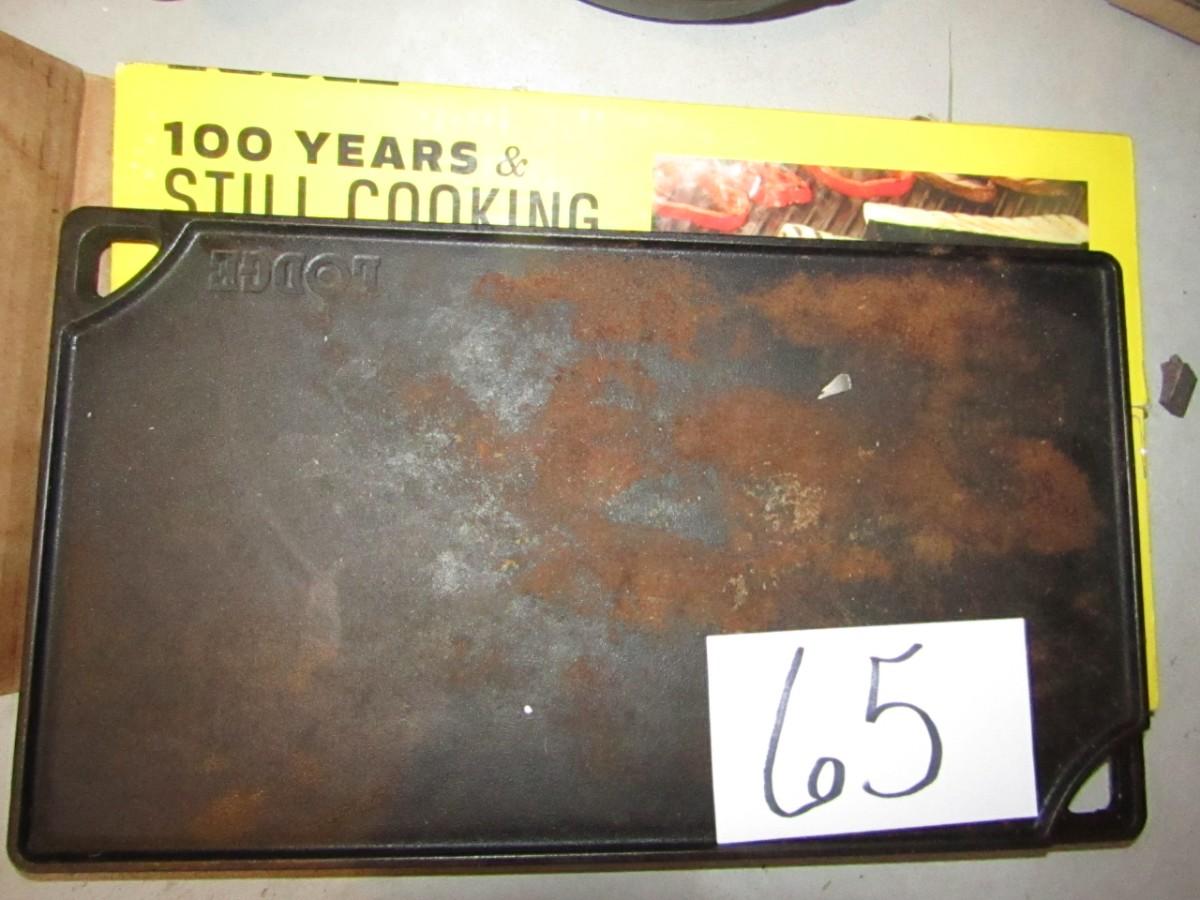 100 YEARS &
STILL COOKING
LODGE
65